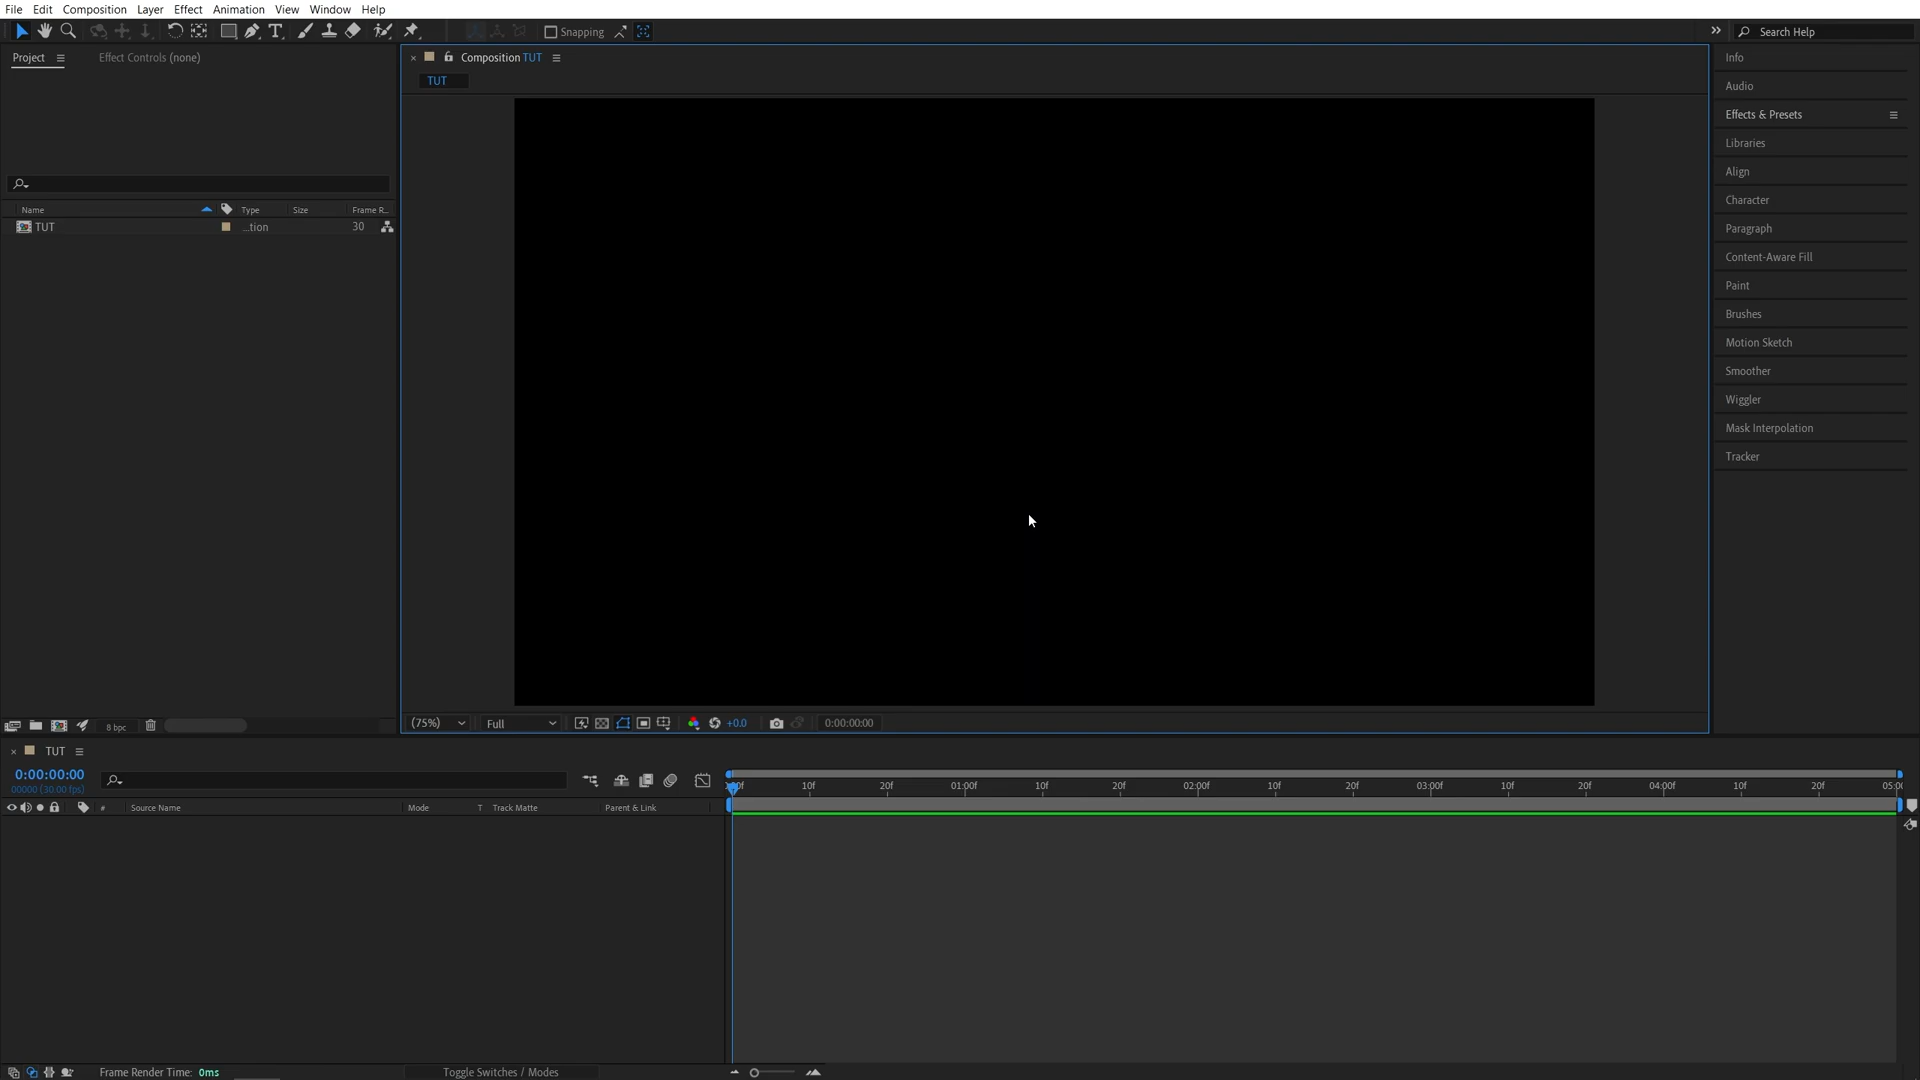 File Edit Composition Layer Effect Animation View Window Help
Snapping
Search Help
Project
Effect Controls (none)
Composition TUT
TUT
Name Type Size Frame R...
TUT ...tion 30
8 bpc
(75%) Full +0.0 0:00:00:00
Info
Audio
Effects & Presets
Libraries
Align
Character
Paragraph
Content-Aware Fill
Paint
Brushes
Motion Sketch
Smoother
Wiggler
Mask Interpolation
Tracker
TUT
0:00:00:00
00000 (30.00 fps)
# Source Name Mode T Track Matte Parent & Link
10f 20f 01:00f 10f 20f 02:00f 10f 20f 03:00f 10f 20f 04:00f 10f 20f
Frame Render Time: 0ms
Toggle Switches / Modes